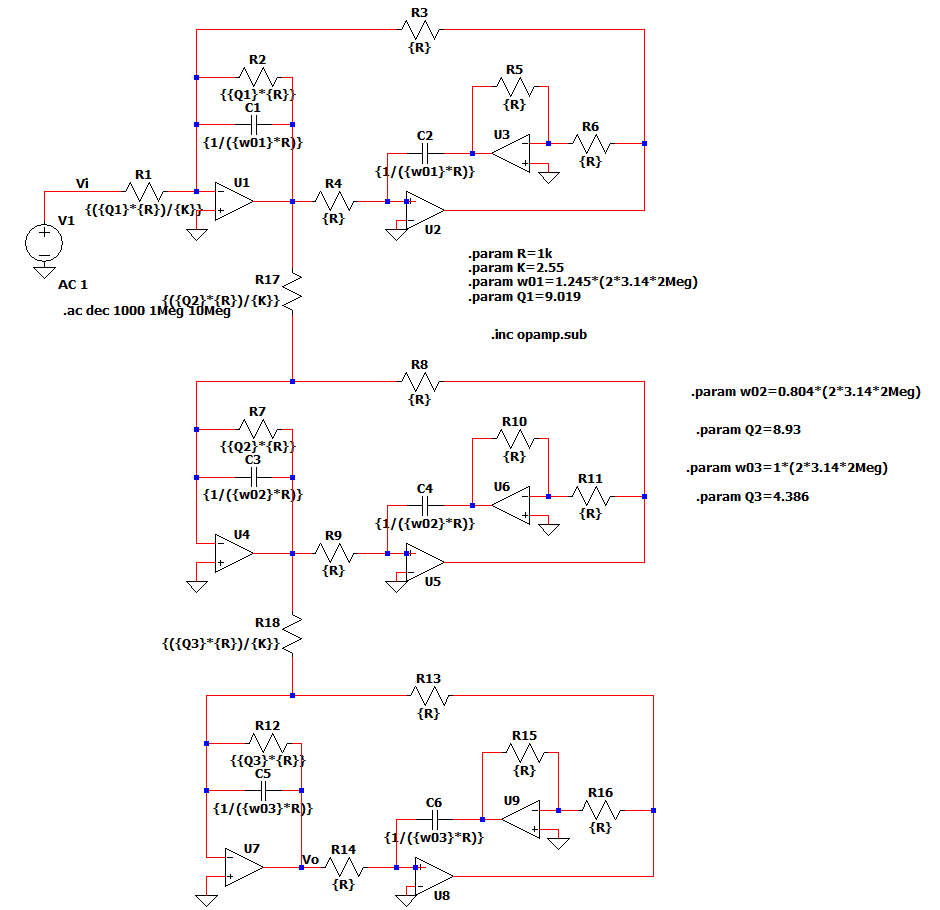 R3
{R}
R2
{{Q1}*{R}}
C1
{1/({w01}*R)}
R5
{R}
U3
R6
{R}
C2
{1/({w01}*R)}
Vi
R1
{({Q1}*{R})/{K}}
U1
R4
{R}
U2
V1
AC 1
.ac dec 1000 1Meg 10Meg
R17
{({Q2}*{R})/{K}}
.param R=1k
.param K=2.55
.param w01=1.245*(2*3.14*2Meg)
.param Q1=9.019
.inc opamp.sub
R8
{R}
R7
{{Q2}*{R}}
C3
{1/({w02}*R)}
R10
{R}
U6
R11
{R}
C4
{1/({w02}*R)}
U4
R9
{R}
U5
.param w02=0.804*(2*3.14*2Meg)
.param Q2=8.93
.param w03=1*(2*3.14*2Meg)
.param Q3=4.386
R18
{({Q3}*{R})/{K}}
R13
{R}
R12
{{Q3}*{R}}
C5
{1/({w03}*R)}
R15
{R}
U9
R16
{R}
C6
{1/({w03}*R)}
U7
Vo
R14
{R}
U8